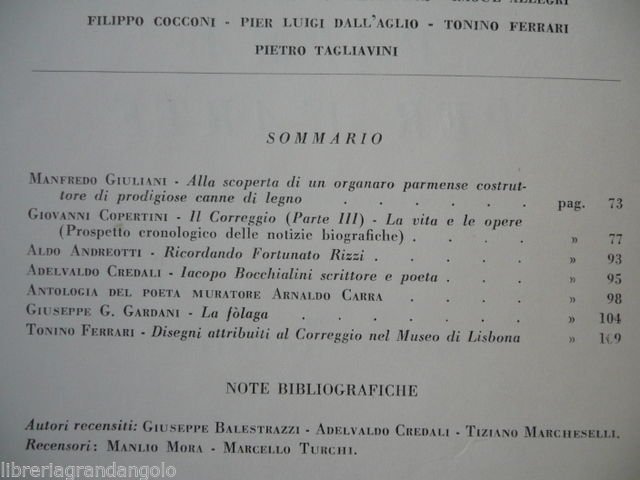 FILIPPO COCCONI - PIER LUIGI DALL'AGLIO - TONINO FERRARI
PIETRO TAGLIAVINI
SOMMARIO
MANFREDO GIULIANI - Alla scoperta di un organaro parmense costrut-
tore di prodigiose canne di legno . . . . . . pag. 73
GIOVANNI COPERTINI - Il Correggio (Parte III) - La vita e le opere
(Prospetto cronologico delle notizie biografiche) . . . . » 77
ALDO ANDREOTTI - Ricordando Fortunato Rizzi . . . . . » 93
ADELVALDO CREDALI - Iacopo Bocchialini scrittore e poeta . . . » 95
ANTOLOGIA DEL POETA MURATORE ARNALDO CARRA . . . . » 98
GIUSEPPE G. GARDANI - La fòlaga . . . . . . » 104
TONINO FERRARI - Disegni attribuiti al Correggio nel Museo di Lisbona » 109
NOTE BIBLIOGRAFICHE
Autori recensiti: GIUSEPPE BALESTRAZZI - ADELVALDO CREDALI - TIZIANO MARCHESELLI.
Recensori: MANLIO MORA - MARCELLO TURCHI.
libreriagrandangolo